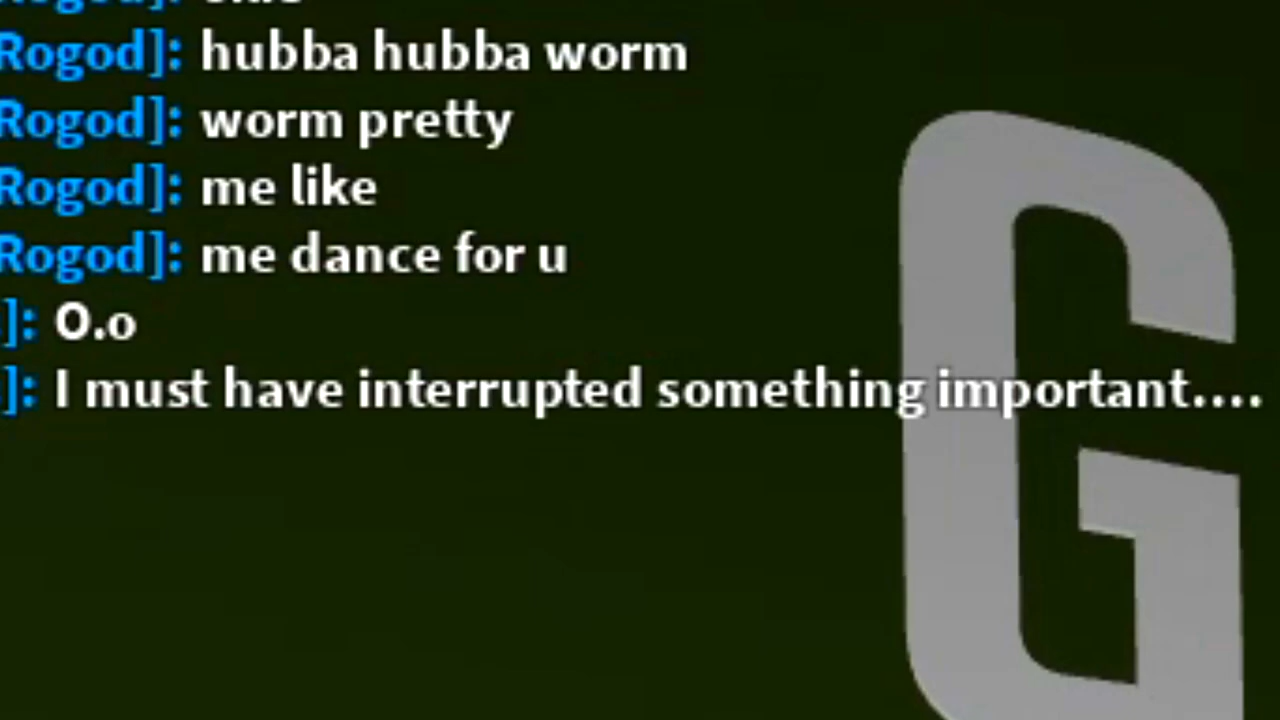 Rogod]: hubba hubba worm
Rogod]: worm pretty
Rogod]: me like
Rogod]: me dance for u
]: O.o
]: I must have interrupted something important....
G